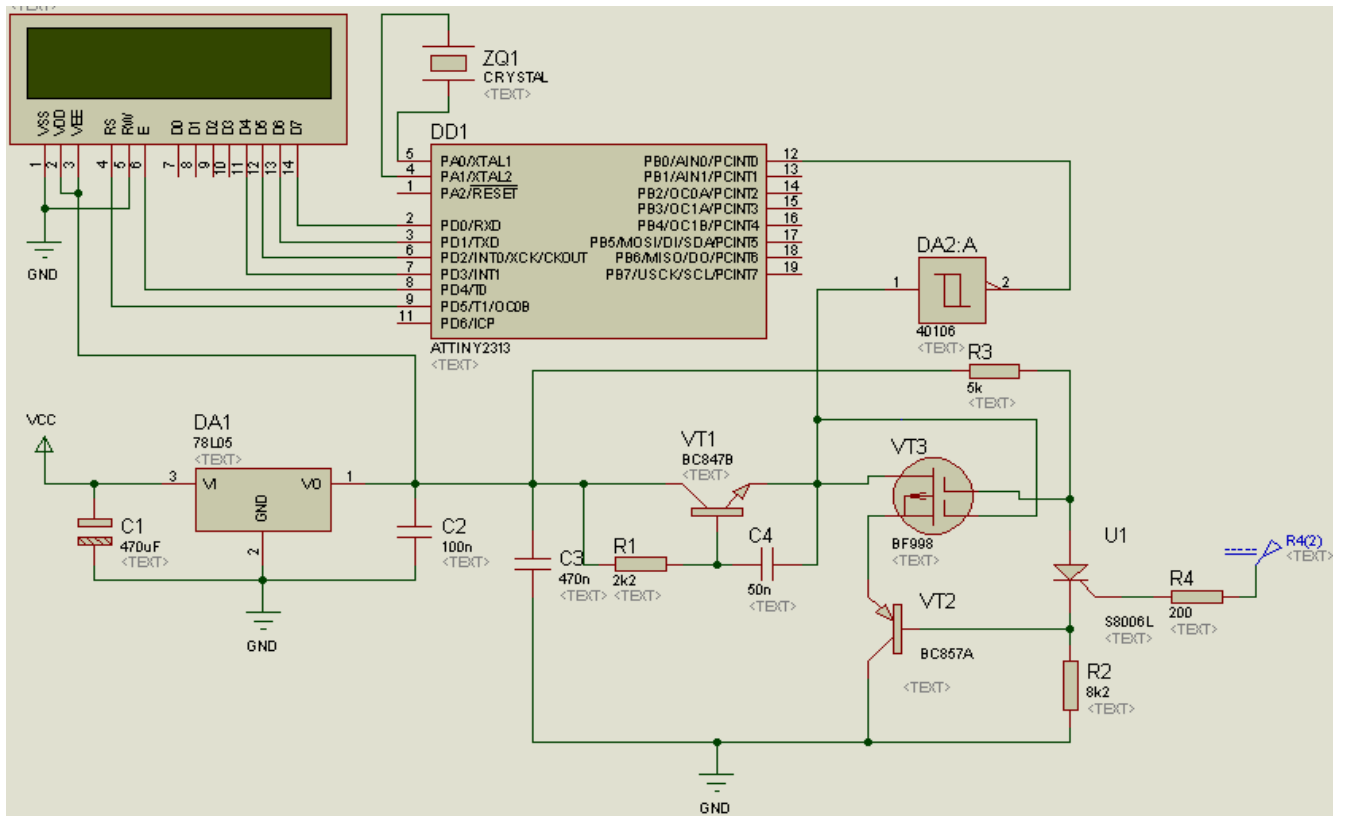 <TEXT>
VSS VDD VEE RS RW E D0 D1 D2 D3 D4 D5 D6 D7
1 2 3 4 5 6 7 8 9 10 11 12 13 14
GND
ZQ1
CRYSTAL
<TEXT>
DD1
5 PA0/XTAL1 PB0/AIN0/PCINT0 12
4 PA1/XTAL2 PB1/AIN1/PCINT1 13
1 PA2/RESET PB2/OC0A/PCINT2 14
PB3/OC1A/PCINT3 15
2 PD0/RXD PB4/OC1B/PCINT4 16
3 PD1/TXD PB5/MOSI/DI/SDA/PCINT5 17
6 PD2/INT0/XCK/CKOUT PB6/MISO/DO/PCINT6 18
7 PD3/INT1 PB7/USCK/SCL/PCINT7 19
8 PD4/T0
9 PD5/T1/OC0B
11 PD6/ICP
ATTINY2313
<TEXT>
DA2:A
1 2
40106
<TEXT>
R3
5k
<TEXT>
VCC
DA1
78L05
<TEXT>
3 VI VO 1
GND
2
GND
C1
470uF
<TEXT>
C2
100n
<TEXT>
C3
470n
<TEXT>
R1
2k2
<TEXT>
VT1
BC847B
<TEXT>
C4
50n
<TEXT>
VT3
BF998
<TEXT>
VT2
BC857A
<TEXT>
U1
S8006L
R4
200
<TEXT>
R4(2)
<TEXT>
R2
8k2
<TEXT>
GND